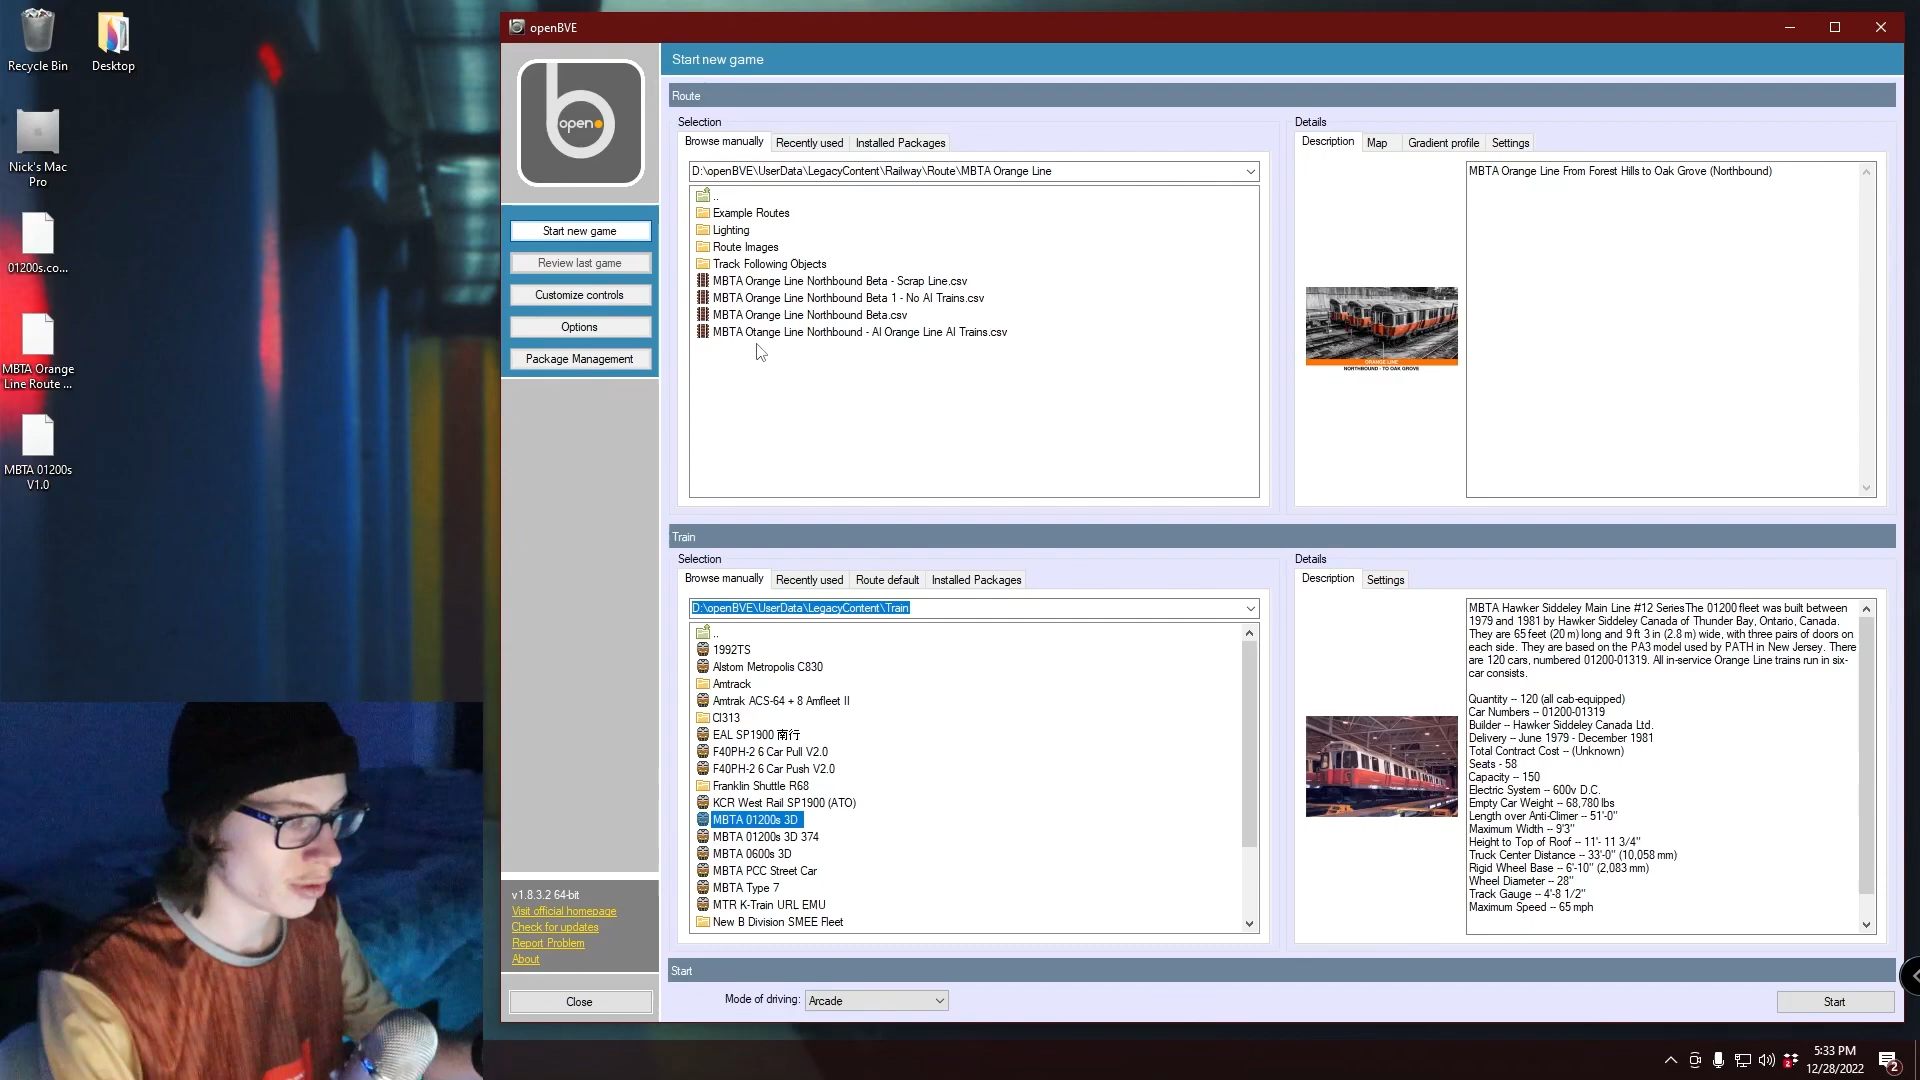 Recycle Bin
Desktop
Nick's Mac
Pro
01200s.co...
MBTA Orange
Line Route ...
MBTA 01200s
V1.0
openBVE
open
Start new game
Review last game
Customize controls
Options
Package Management
v1.8.3.2 64-bit
Visit official homepage
Check for updates
Report Problem
About
Close
Start new game
Route
Selection
Browse manually
Recently used
Installed Packages
D:\openBVE\UserData\LegacyContent\Railway\Route\MBTA Orange Line
..
Example Routes
Lighting
Route Images
Track Following Objects
MBTA Orange Line Northbound Beta - Scrap Line.csv
MBTA Orange Line Northbound Beta 1 - No AI Trains.csv
MBTA Orange Line Northbound Beta.csv
MBTA Otange Line Northbound - AI Orange Line AI Trains.csv
Details
Description
Map
Gradient profile
Settings
ORANGE LINE
NORTHBOUND - TO OAK GROVE
MBTA Orange Line From Forest Hills to Oak Grove (Northbound)
Train
Selection
Browse manually
Recently used
Route default
Installed Packages
D:\openBVE\UserData\LegacyContent\Train
..
1992TS
Alstom Metropolis C830
Amtrack
Amtrak ACS-64 + 8 Amfleet II
CI313
EAL SP1900 南行
F40PH-2 6 Car Pull V2.0
F40PH-2 6 Car Push V2.0
Franklin Shuttle R68
KCR West Rail SP1900 (ATO)
MBTA 01200s 3D
MBTA 01200s 3D 374
MBTA 0600s 3D
MBTA PCC Street Car
MBTA Type 7
MTR K-Train URL EMU
New B Division SMEE Fleet
Details
Description
Settings
MBTA Hawker Siddeley Main Line #12 SeriesThe 01200 fleet was built between
1979 and 1981 by Hawker Siddeley Canada of Thunder Bay, Ontario, Canada.
They are 65 feet (20 m) long and 9 ft 3 in (2.8 m) wide, with three pairs of doors on
each side. They are based on the PA3 model used by PATH in New Jersey. There
are 120 cars, numbered 01200-01319. All in-service Orange Line trains run in six-
car consists.
Quantity -- 120 (all cab-equipped)
Car Numbers -- 01200-01319
Builder -- Hawker Siddeley Canada Ltd.
Delivery -- June 1979 - December 1981
Total Contract Cost -- (Unknown)
Seats - 58
Capacity -- 150
Electric System -- 600v D.C.
Empty Car Weight -- 68,780 lbs
Length over Anti-Climer -- 51'-0"
Maximum Width -- 9'3"
Height to Top of Roof -- 11'- 11 3/4"
Truck Center Distance -- 33'-0" (10,058 mm)
Rigid Wheel Base -- 6'-10" (2,083 mm)
Wheel Diameter -- 28"
Track Gauge -- 4'-8 1/2"
Maximum Speed -- 65 mph
Start
Mode of driving:
Arcade
Start
5:33 PM
12/28/2022
2
2